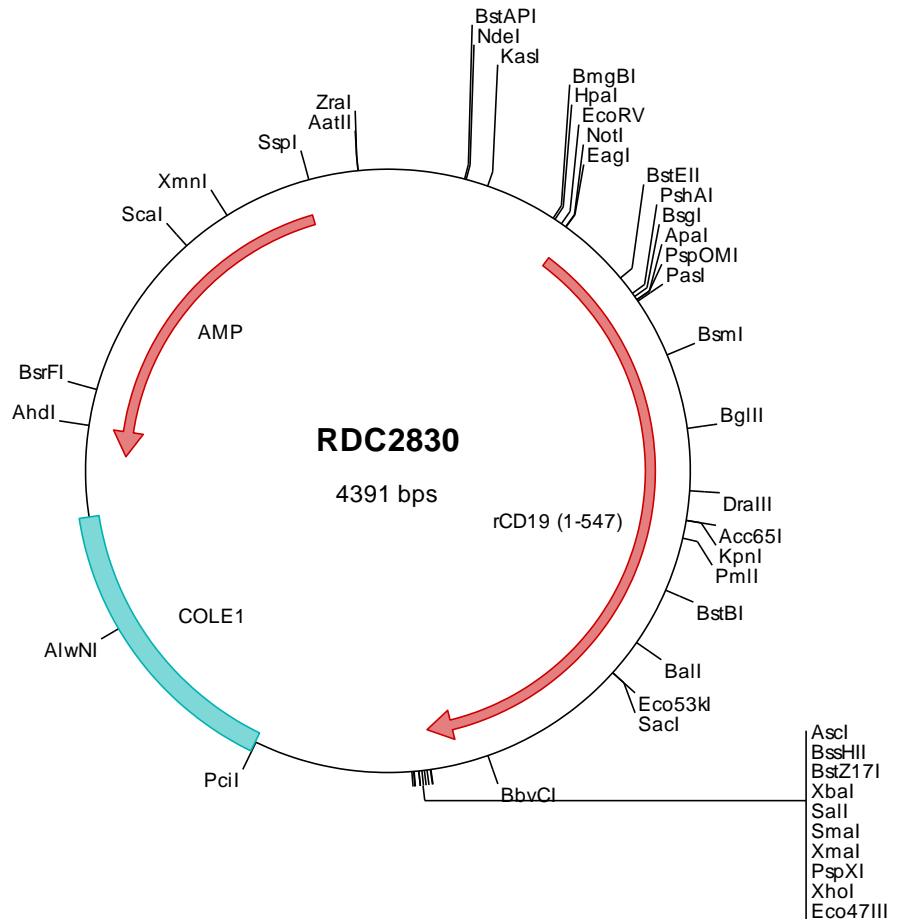 BstAPI
NdeI
KasI
BmgBI
HpaI
EcoRV
NotI
EagI
BstEII
PshAI
BsgI
ApaI
PspOMI
PasI
BsmI
BglII
DraIII
Acc65I
KpnI
PmlI
BstBI
BalI
Eco53kI
SacI
AscI
BssHII
BstZ17I
XbaI
SalI
SmaI
XmaI
PspXI
XhoI
Eco47III
BbvCI
PciI
AlwNI
AhdI
BsrFI
ScaI
XmnI
SspI
ZraI
AatII
AMP
RDC2830
4391 bps
rCD19 (1-547)
COLE1